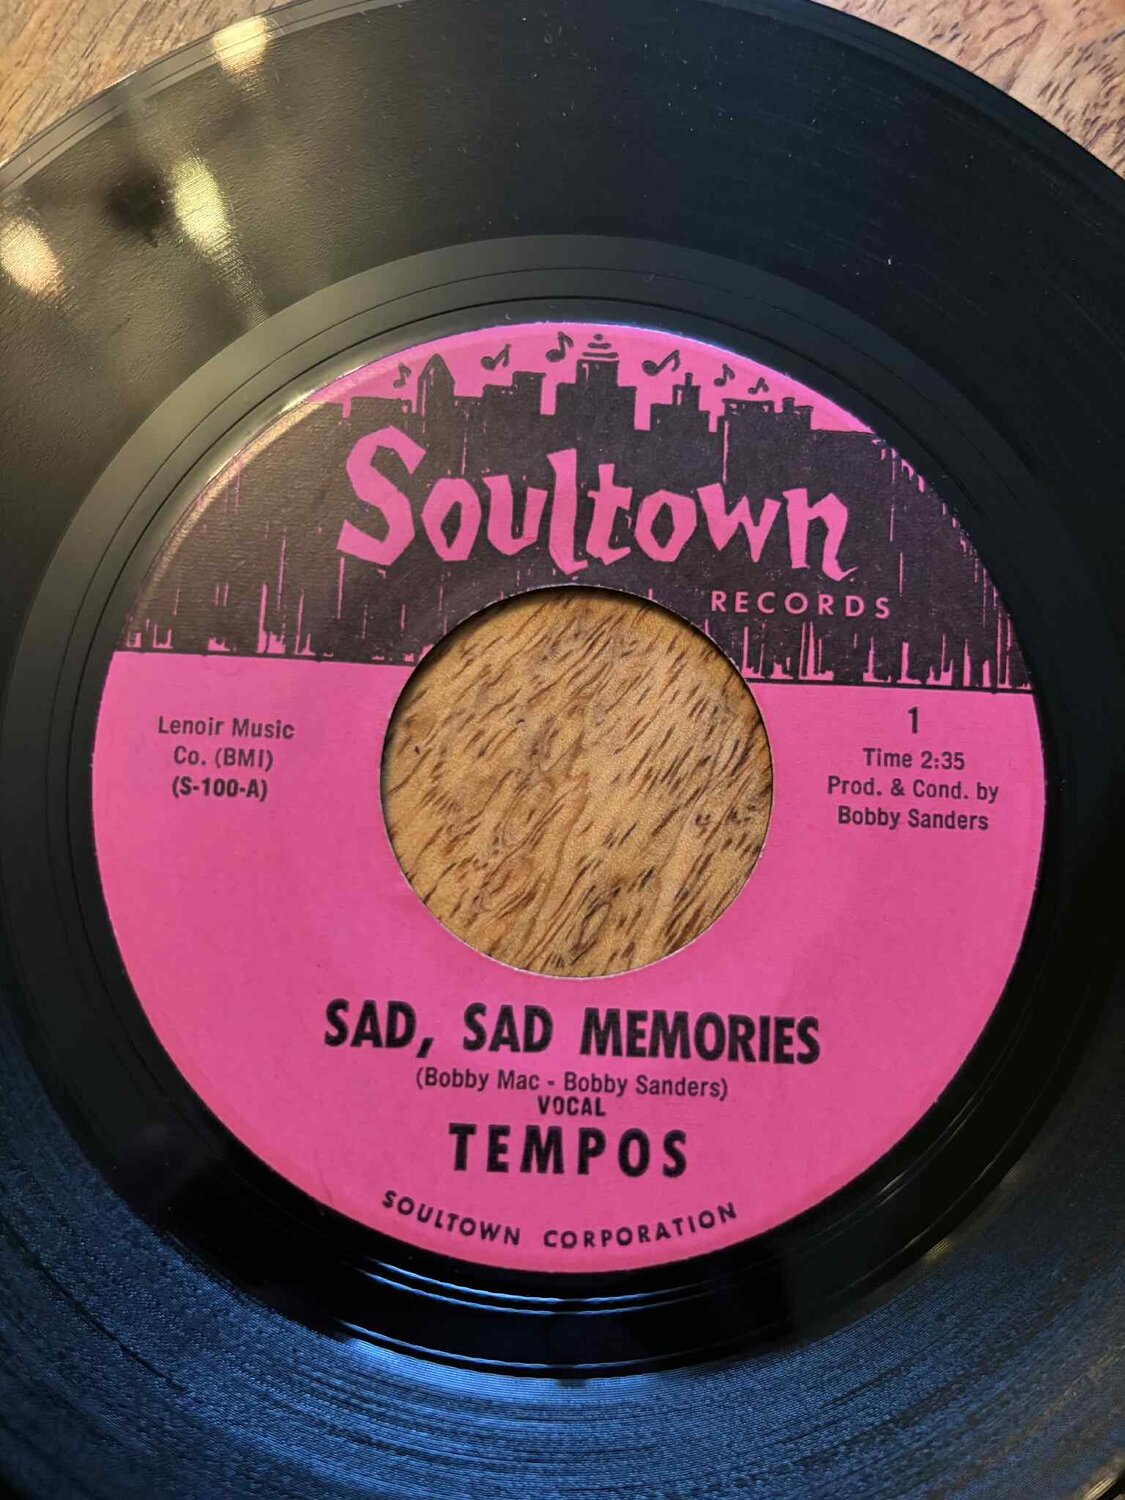 Soultown
RECORDS
Lenoir Music
Co. (BMI)
(S-100-A)
1
Time 2:35
Prod. & Cond. by
Bobby Sanders
SAD, SAD MEMORIES
(Bobby Mac - Bobby Sanders)
VOCAL
TEMPOS
SOULTOWN CORPORATION